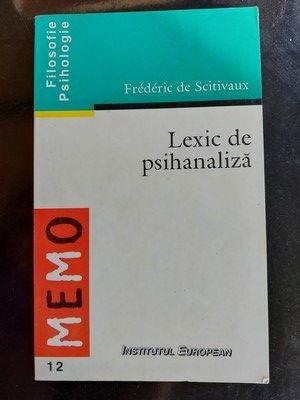 Filosofie
Psihologie
Frédéric de Scitivaux
Lexic de
psihanaliză
MEMO
12
INSTITUTUL EUROPEAN